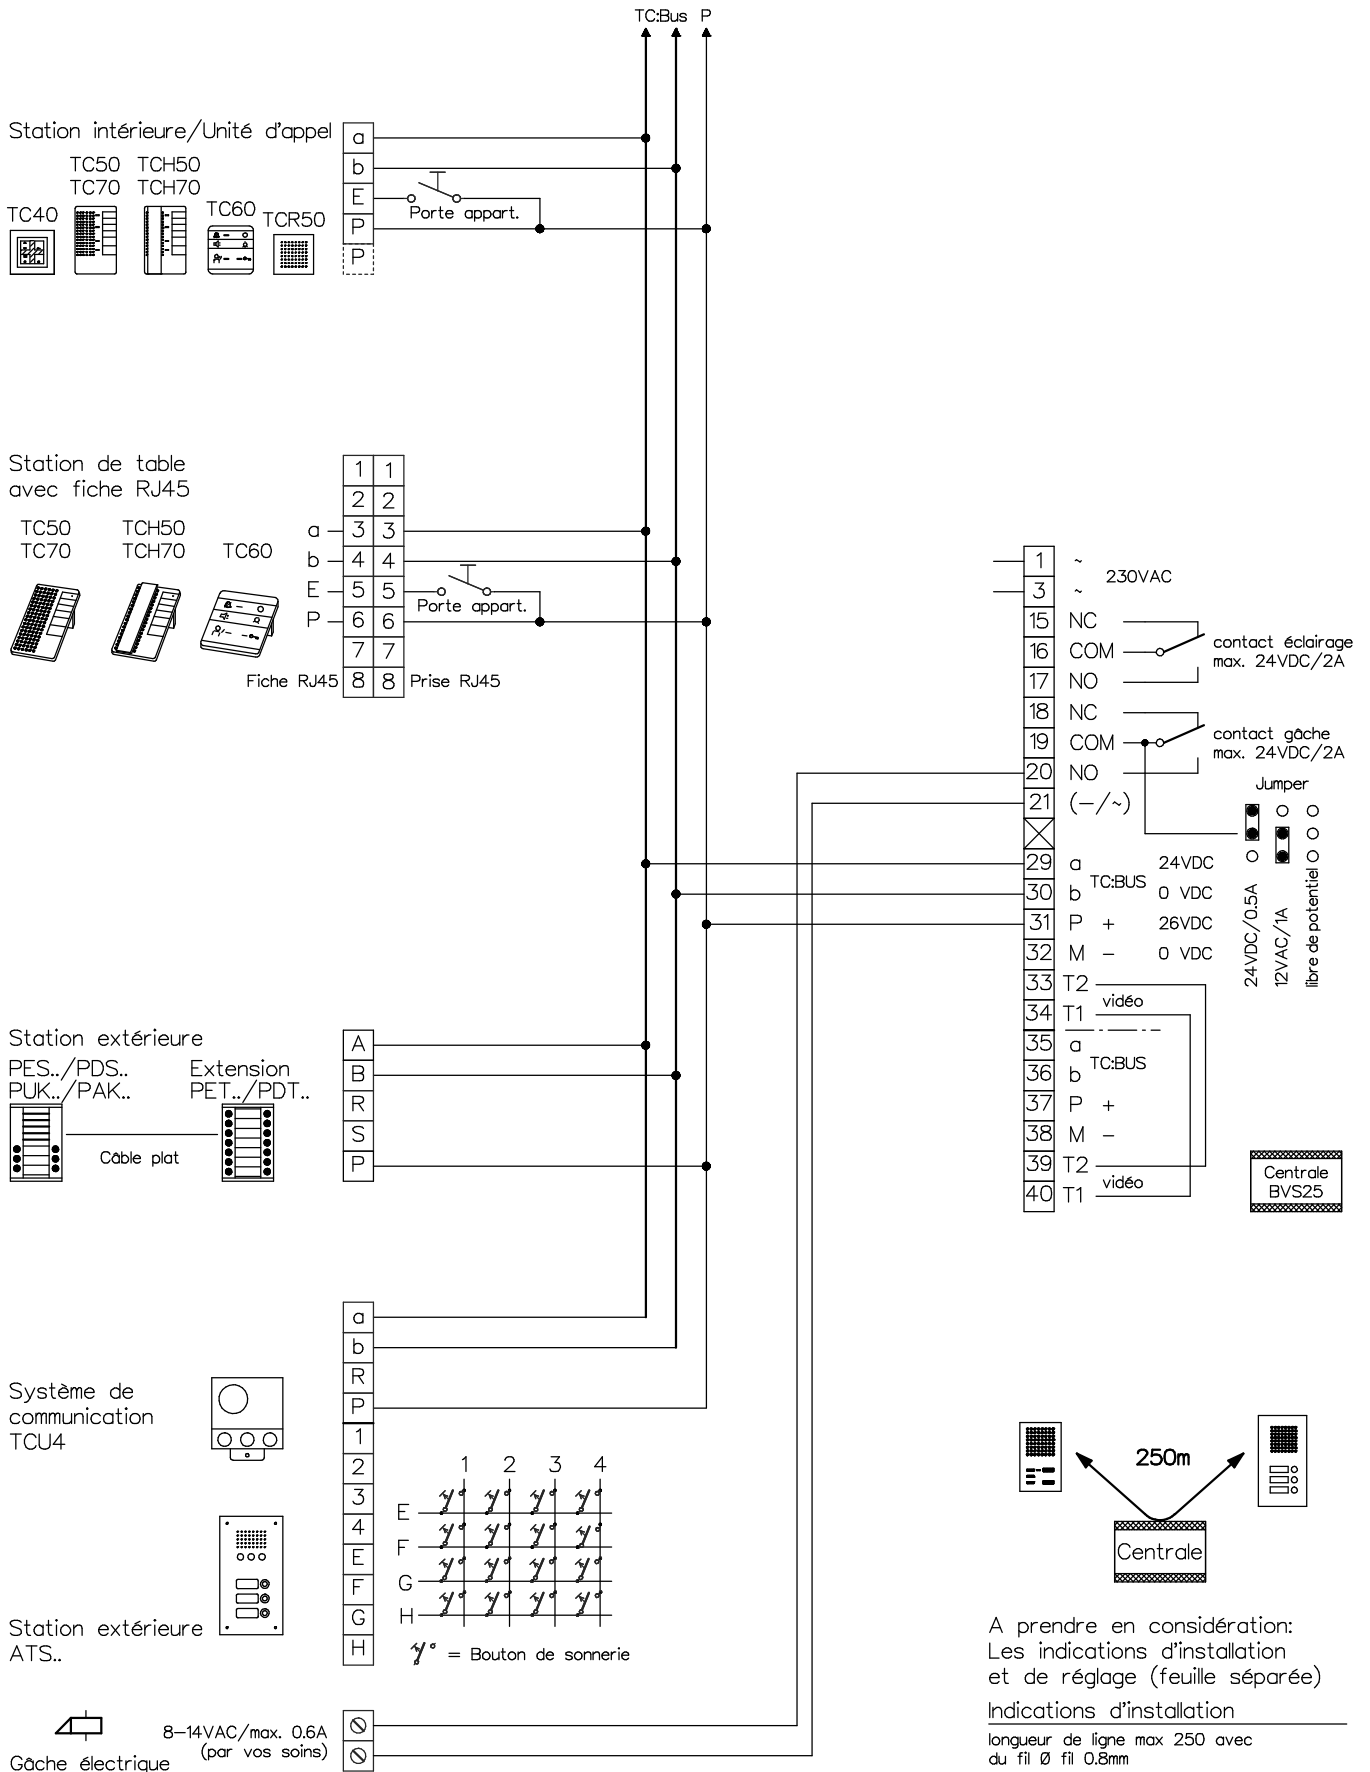 TC:Bus P
Station intérieure/Unité d'appel
TC50 TCH50
TC70 TCH70
TC40
TC60
TCR50
a
b
E
P
P
Porte appart.
Station de table
avec fiche RJ45
TC50 TCH50
TC70 TCH70 TC60
1 1
2 2
a 3 3
b 4 4
E 5 5
P 6 6
7 7
Fiche RJ45 8 8 Prise RJ45
Porte appart.
1 ~
230VAC
3 ~
15 NC
16 COM
contact éclairage
max. 24VDC/2A
17 NO
18 NC
19 COM
contact gâche
max. 24VDC/2A
20 NO
Jumper
21 (-/~)
29 a 24VDC
TC:BUS
30 b 0 VDC
31 P + 26VDC
32 M - 0 VDC
24VDC/0.5A
12VAC/1A
libre de potentiel
33 T2
vidéo
34 T1
35 a
TC:BUS
36 b
37 P +
38 M -
39 T2
vidéo
40 T1
Centrale
BVS25
Station extérieure
PES../PDS.. Extension
PUK../PAK.. PET../PDT..
Câble plat
A
B
R
S
P
Système de
communication
TCU4
a
b
R
P
1
2
3
4
E
F
G
H
1 2 3 4
E
F
G
H
= Bouton de sonnerie
Station extérieure
ATS..
8-14VAC/max. 0.6A
(par vos soins)
Gâche électrique
250m
Centrale
A prendre en considération:
Les indications d'installation
et de réglage (feuille séparée)
Indications d'installation
longueur de ligne max 250 avec
du fil Ø fil 0.8mm